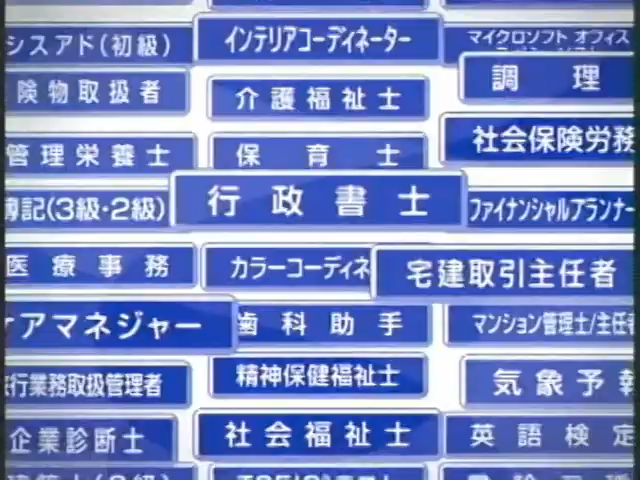 シスアド(初級)
インテリアコーディネーター
マイクロソフト オフィス
険物取扱者
介護福祉士
調理
管理栄養士
保育士
社会保険労務
簿記(3級・2級)
行政書士
ファイナンシャルプランナー
医療事務
カラーコーディネ
宅建取引主任者
アマネジャー
歯科助手
マンション管理士/主任者
行業務取扱管理者
精神保健福祉士
気象予報
企業診断士
社会福祉士
英語検定